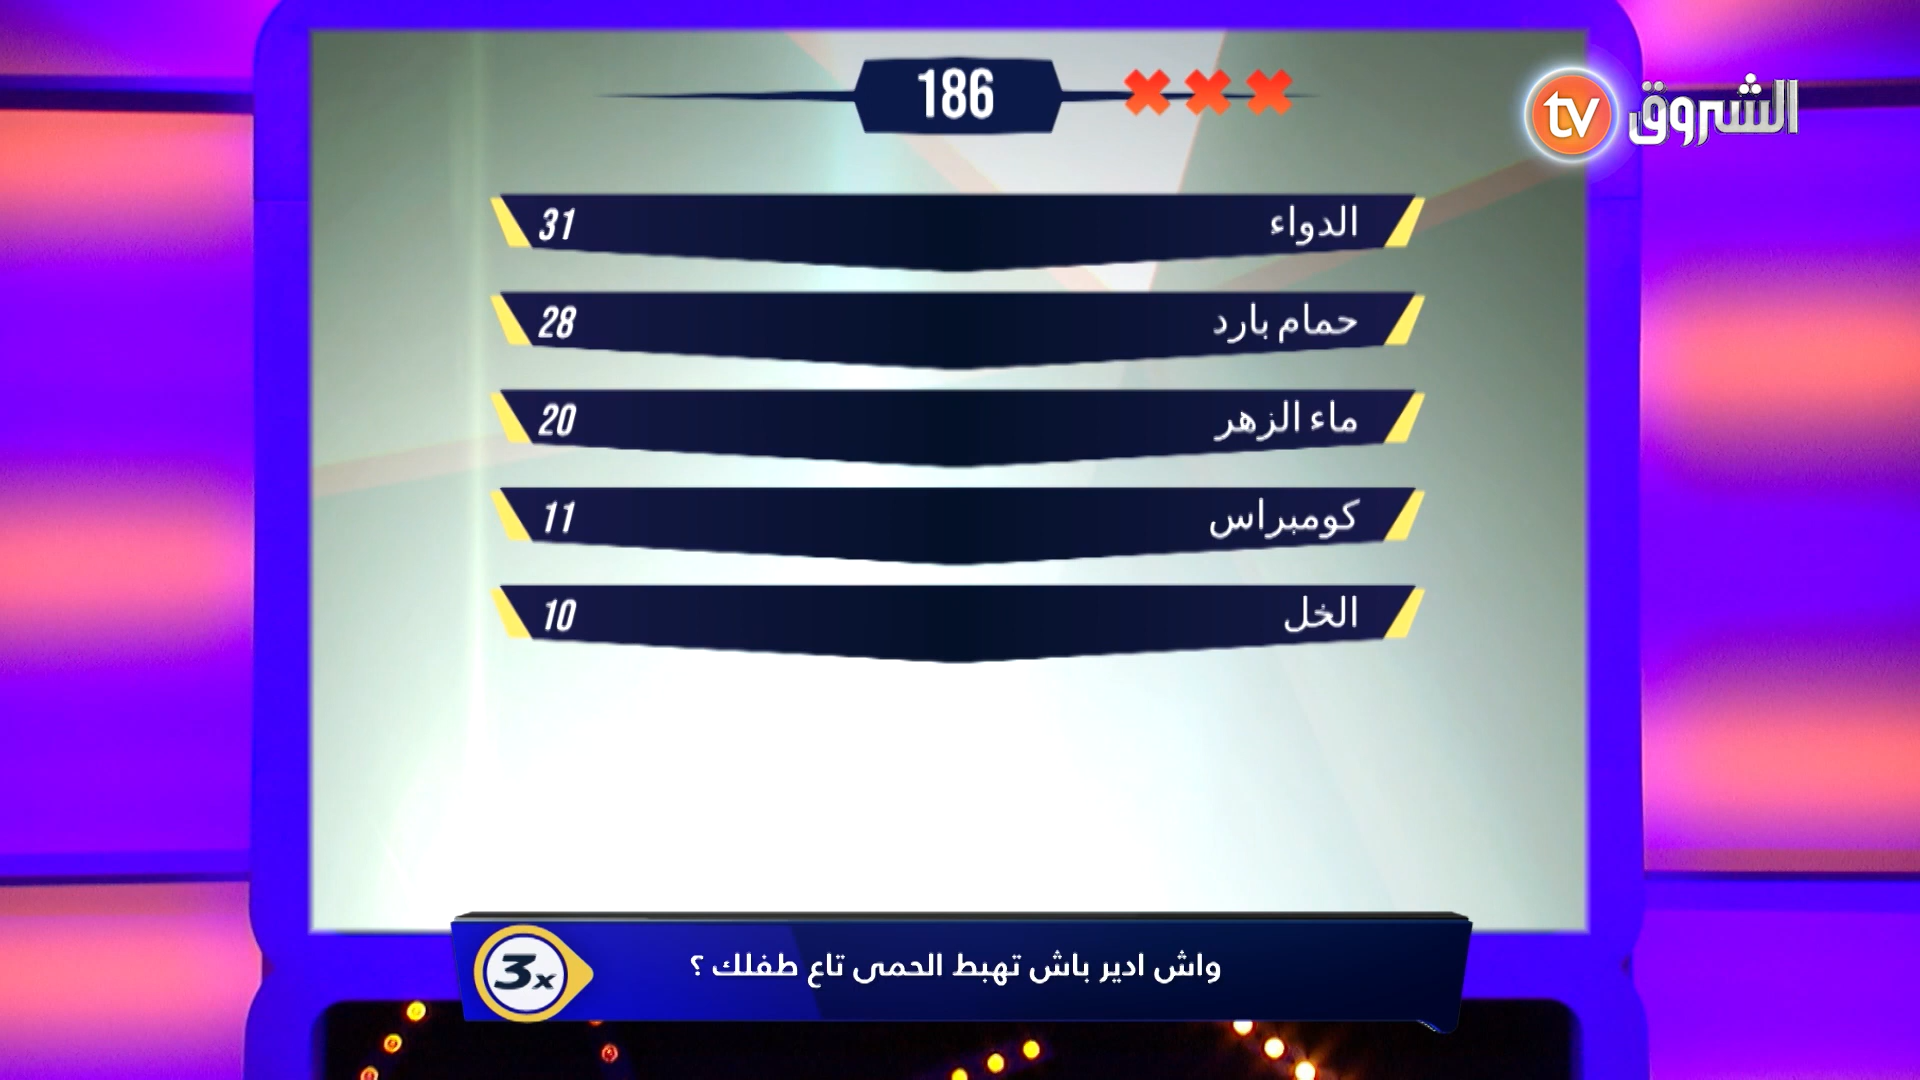 186
tv الشروق
الدواء 31
حمام بارد 28
ماء الزهر 20
كومبراس 11
الخل 10
واش ادير باش تهبط الحمى تاع طفلك ؟
3x